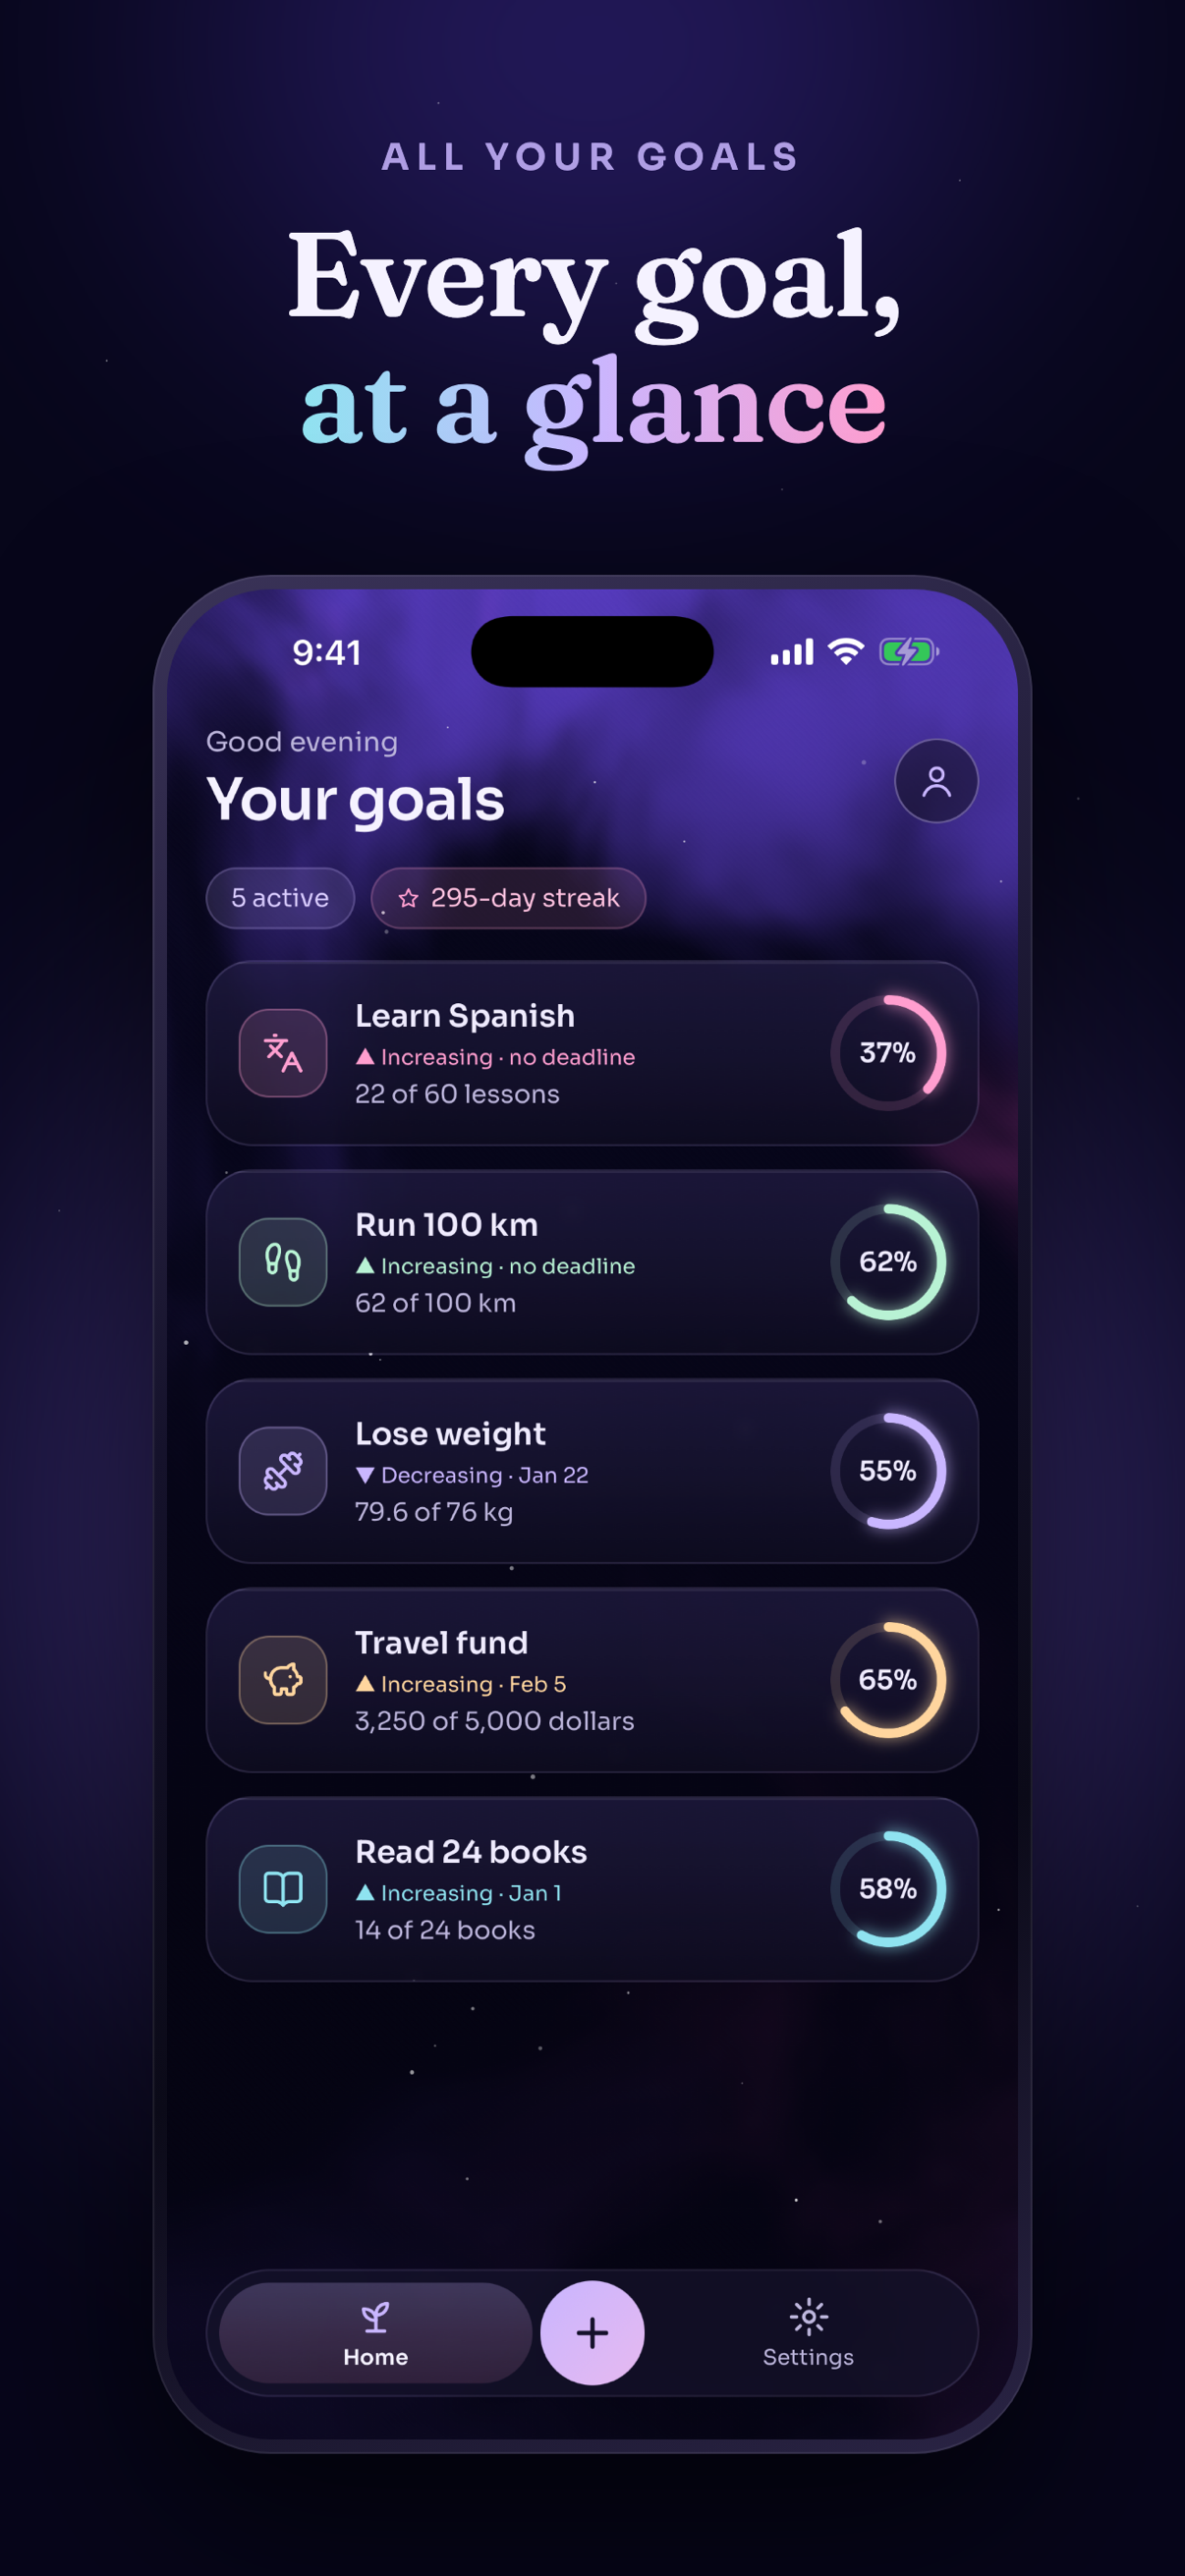 ALL YOUR GOALS
Every goal,
at a glance
9:41
Good evening
Your goals
5 active
295-day streak
Learn Spanish
▲ Increasing · no deadline
22 of 60 lessons
37%
Run 100 km
▲ Increasing · no deadline
62 of 100 km
62%
Lose weight
▼ Decreasing · Jan 22
79.6 of 76 kg
55%
Travel fund
▲ Increasing · Feb 5
3,250 of 5,000 dollars
65%
Read 24 books
▲ Increasing · Jan 1
14 of 24 books
58%
Home
Settings